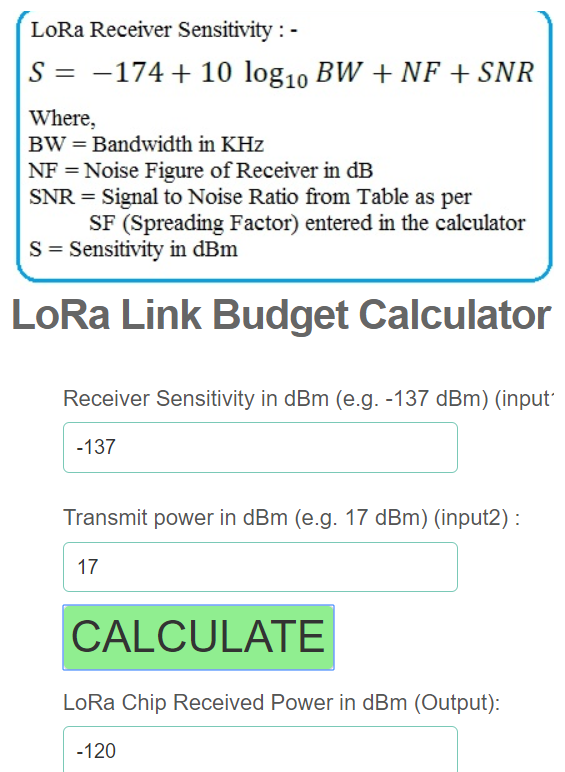 LoRa Receiver Sensitivity : -
S = −174 + 10 log₁₀ BW + NF + SNR
Where,
BW = Bandwidth in KHz
NF = Noise Figure of Receiver in dB
SNR = Signal to Noise Ratio from Table as per
SF (Spreading Factor) entered in the calculator
S = Sensitivity in dBm
LoRa Link Budget Calculator
Receiver Sensitivity in dBm (e.g. -137 dBm) (input
-137
Transmit power in dBm (e.g. 17 dBm) (input2) :
17
CALCULATE
LoRa Chip Received Power in dBm (Output):
-120